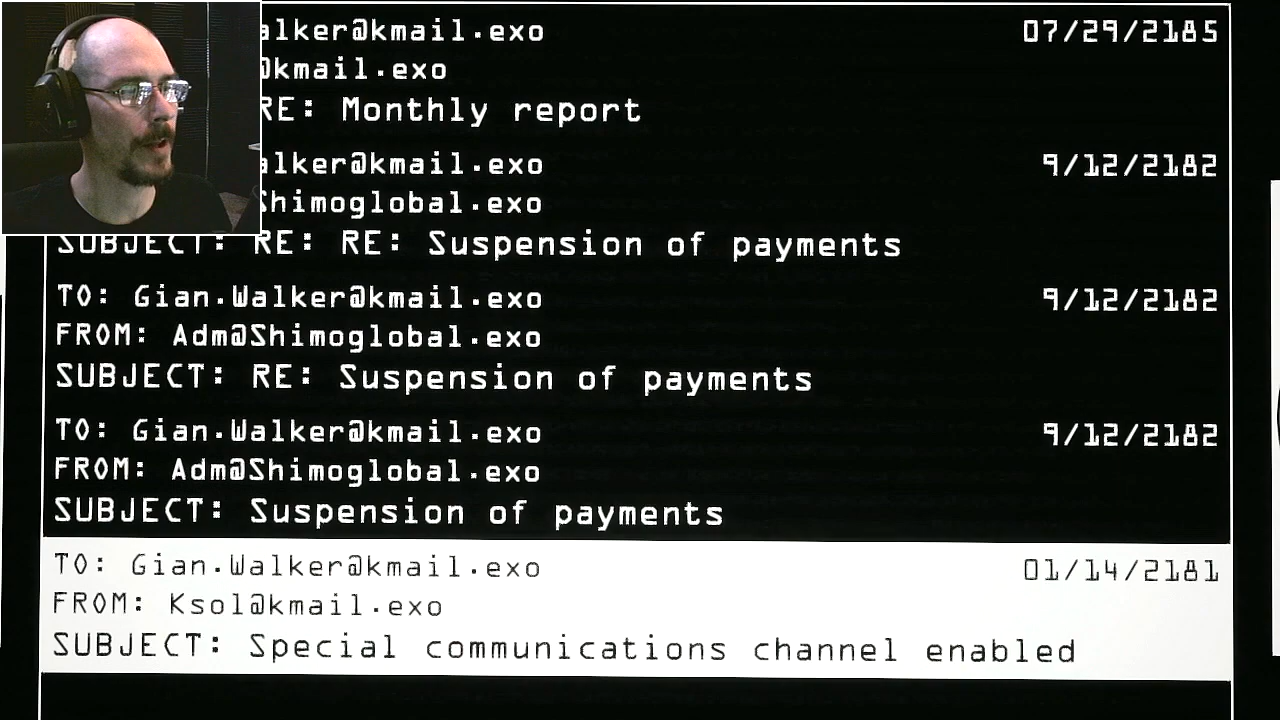 alker@kmail.exo 07/29/2185
@kmail.exo
RE: Monthly report
alker@kmail.exo 9/12/2182
Shimoglobal.exo
SUBJECT: RE: RE: Suspension of payments
TO: Gian.Walker@kmail.exo 9/12/2182
FROM: Adm@Shimoglobal.exo
SUBJECT: RE: Suspension of payments
TO: Gian.Walker@kmail.exo 9/12/2182
FROM: Adm@Shimoglobal.exo
SUBJECT: Suspension of payments
TO: Gian.Walker@kmail.exo 01/14/2181
FROM: Ksol@kmail.exo
SUBJECT: Special communications channel enabled